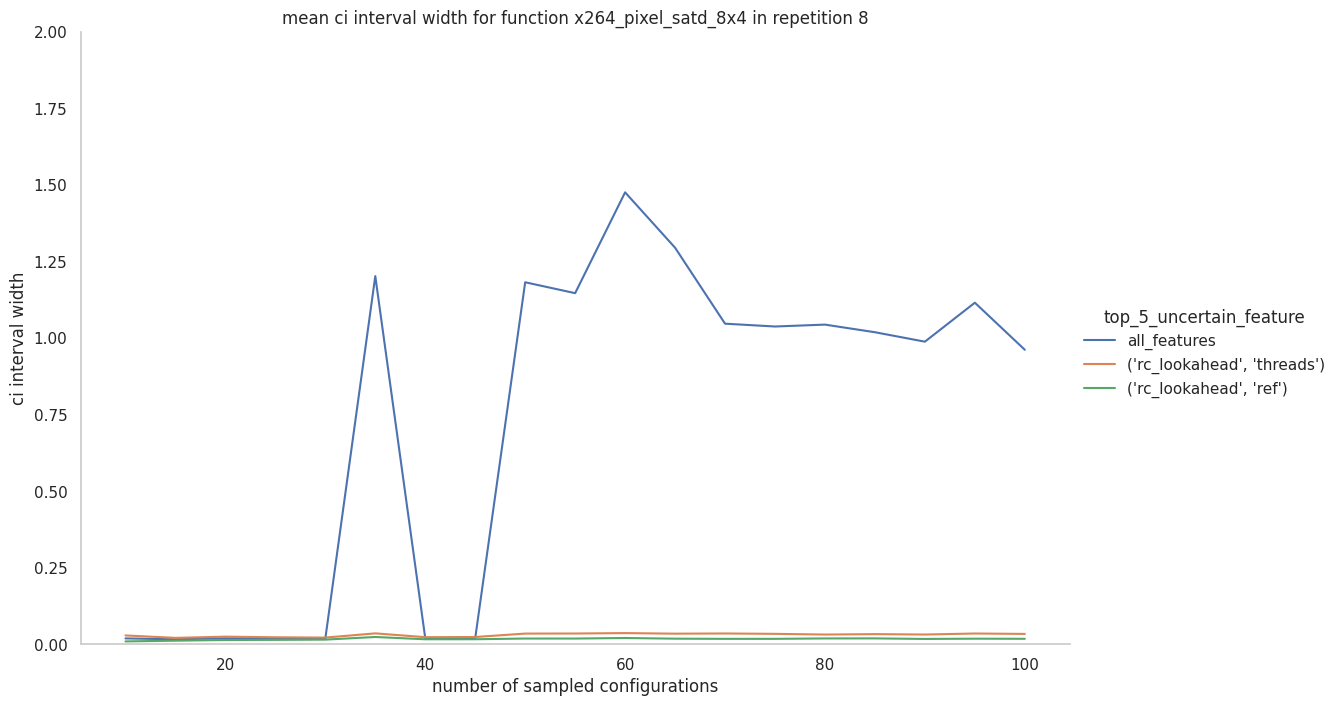 mean ci interval width for function x264_pixel_satd_8x4 in repetition 8
2.00
1.75
1.50
1.25
1.00
0.75
0.50
0.25
0.00
ci interval width
20
40
60
80
100
number of sampled configurations
top_5_uncertain_feature
all_features
('rc_lookahead', 'threads')
('rc_lookahead', 'ref')